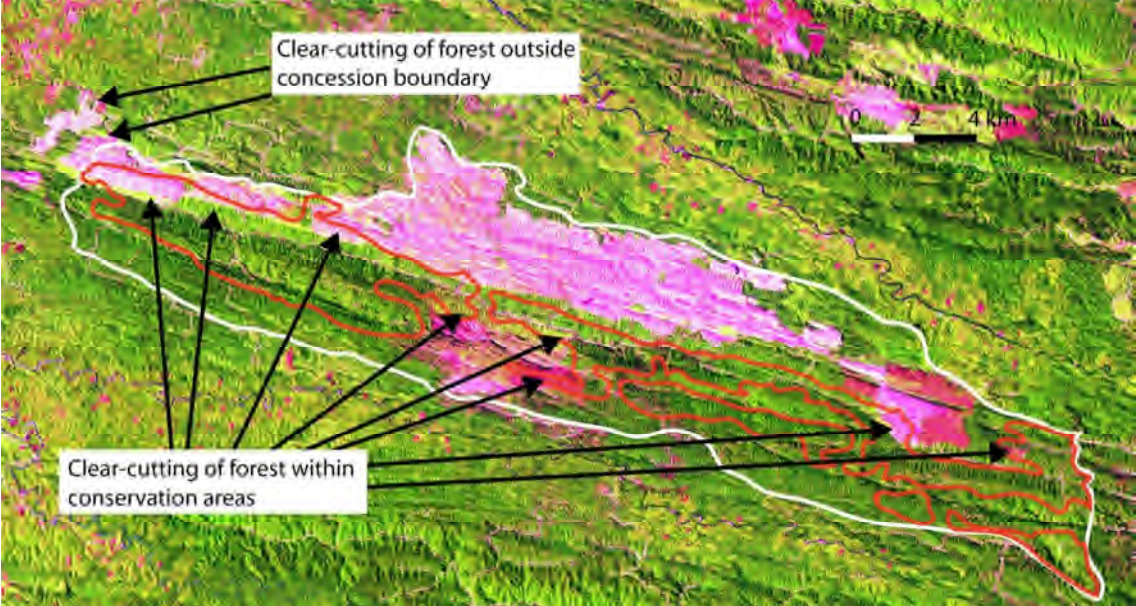 Clear-cutting of forest outside
concession boundary
0 2 4 km
Clear-cutting of forest within
conservation areas